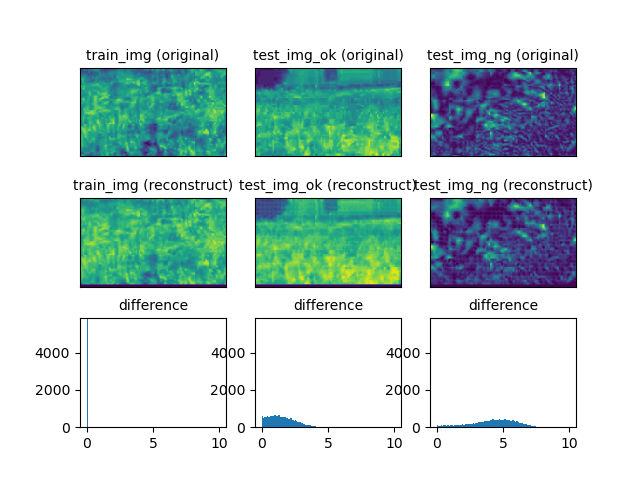 train_img (original) test_img_ok (original) test_img_ng (original)
train_img (reconstruct) test_img_ok (reconstruct) test_img_ng (reconstruct)
difference difference difference
4000 4000 4000
2000 2000 2000
0 0 0
0 5 10 0 5 10 0 5 10